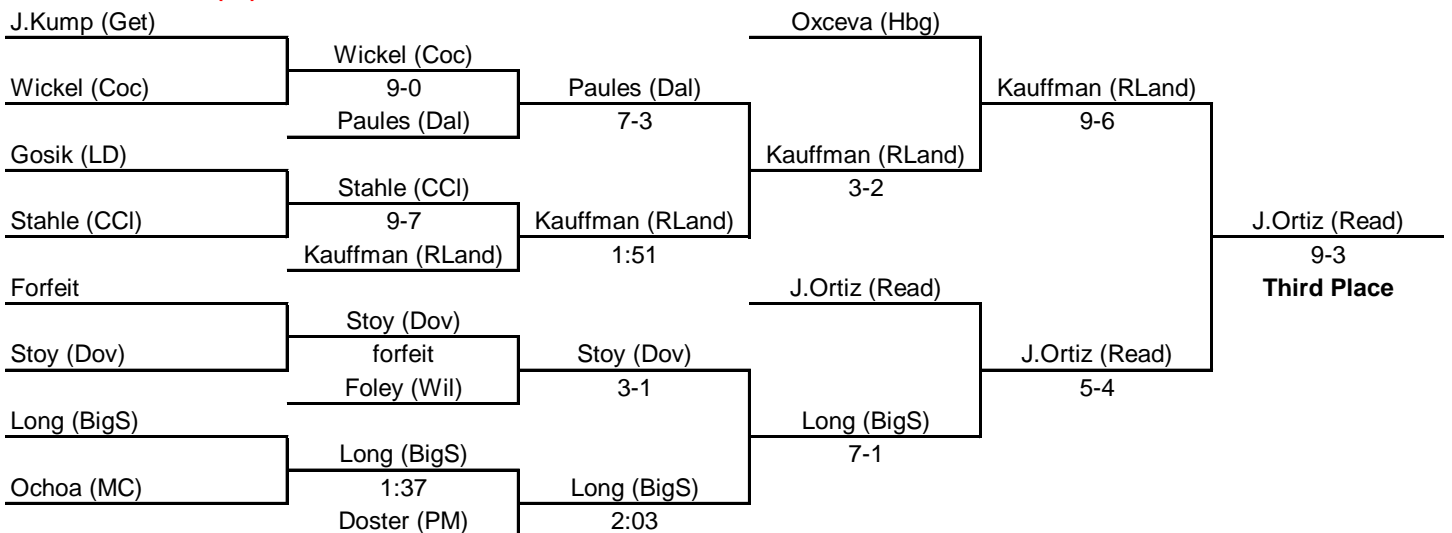 J.Kump (Get)
Oxceva (Hbg)
Wickel (Coc)
Wickel (Coc)
9-0
Paules (Dal)
Kauffman (RLand)
Paules (Dal)
7-3
9-6
Gosik (LD)
Kauffman (RLand)
Stahle (CCl)
3-2
Stahle (CCl)
9-7
Kauffman (RLand)
J.Ortiz (Read)
Kauffman (RLand)
1:51
9-3
Forfeit
J.Ortiz (Read)
Third Place
Stoy (Dov)
Stoy (Dov)
forfeit
Stoy (Dov)
J.Ortiz (Read)
Foley (Wil)
3-1
5-4
Long (BigS)
Long (BigS)
Long (BigS)
7-1
Ochoa (MC)
1:37
Long (BigS)
Doster (PM)
2:03